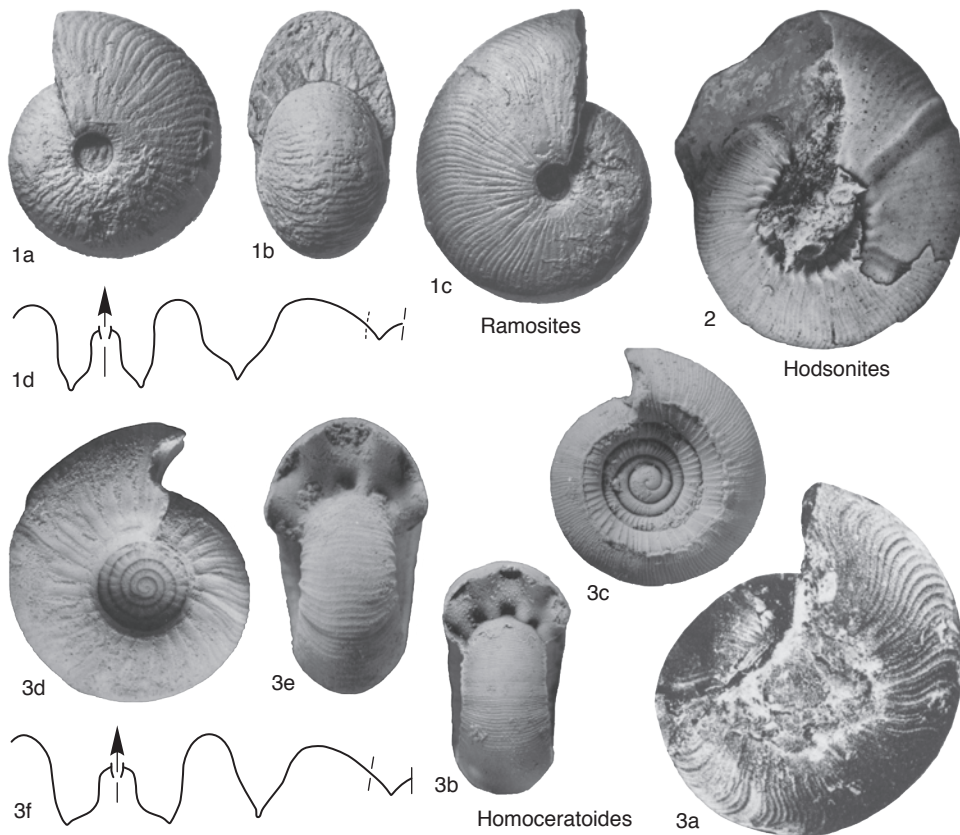 1a
1b
1c
Ramosites
2
Hodsonites
1d
3d
3e
3c
3b
3a
3f
Homoceratoides